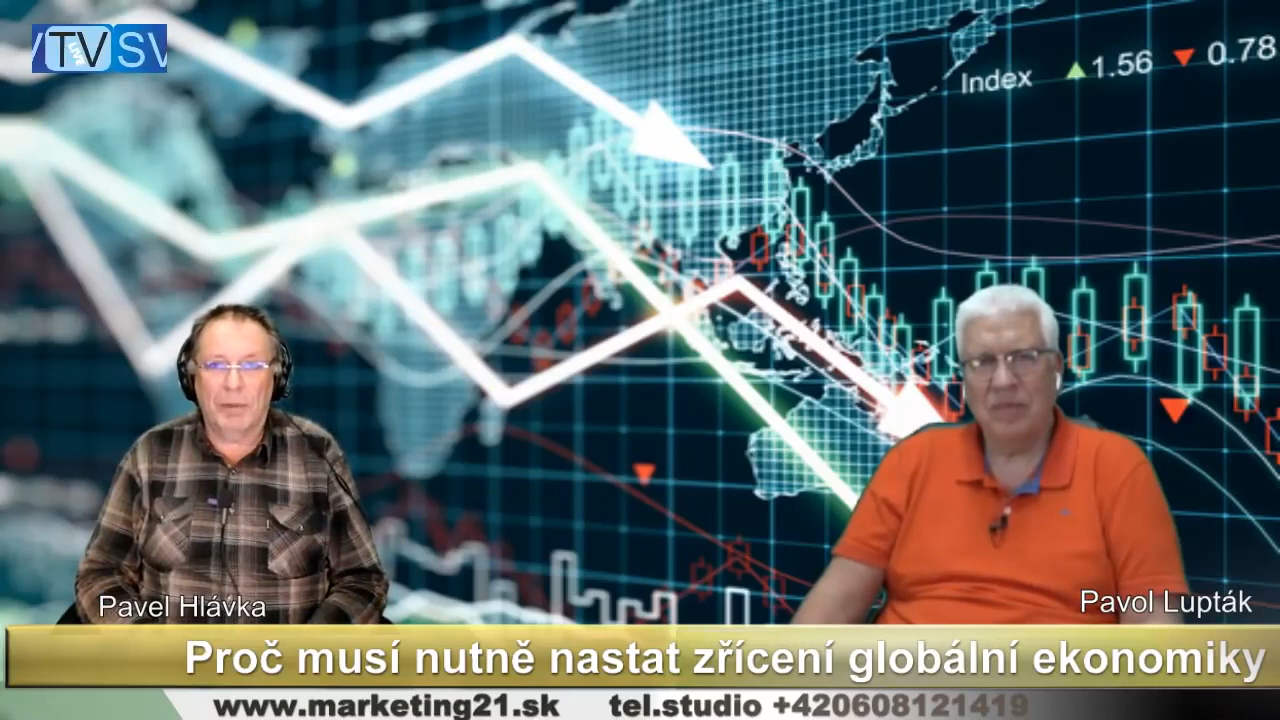 TV LIVE SV
Index 1.56 0.78
Pavel Hlávka
Pavol Lupták
Proč musí nutně nastat zřícení globální ekonomiky
www.marketing21.sk tel.studio +420608121419